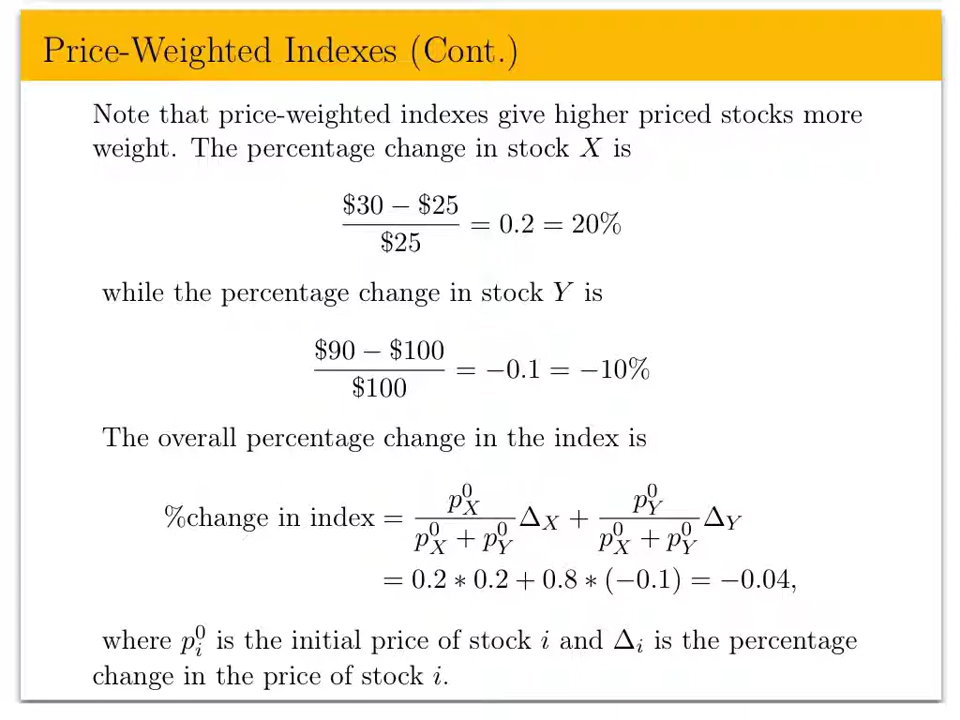 Price-Weighted Indexes (Cont.)
Note that price-weighted indexes give higher priced stocks more
weight. The percentage change in stock X is
$30 − $25 / $25 = 0.2 = 20%
while the percentage change in stock Y is
$90 − $100 / $100 = −0.1 = −10%
The overall percentage change in the index is
%change in index = p_X^0 / (p_X^0 + p_Y^0) Δ_X + p_Y^0 / (p_X^0 + p_Y^0) Δ_Y
= 0.2 ∗ 0.2 + 0.8 ∗ (−0.1) = −0.04,
where p_i^0 is the initial price of stock i and Δ_i is the percentage
change in the price of stock i.